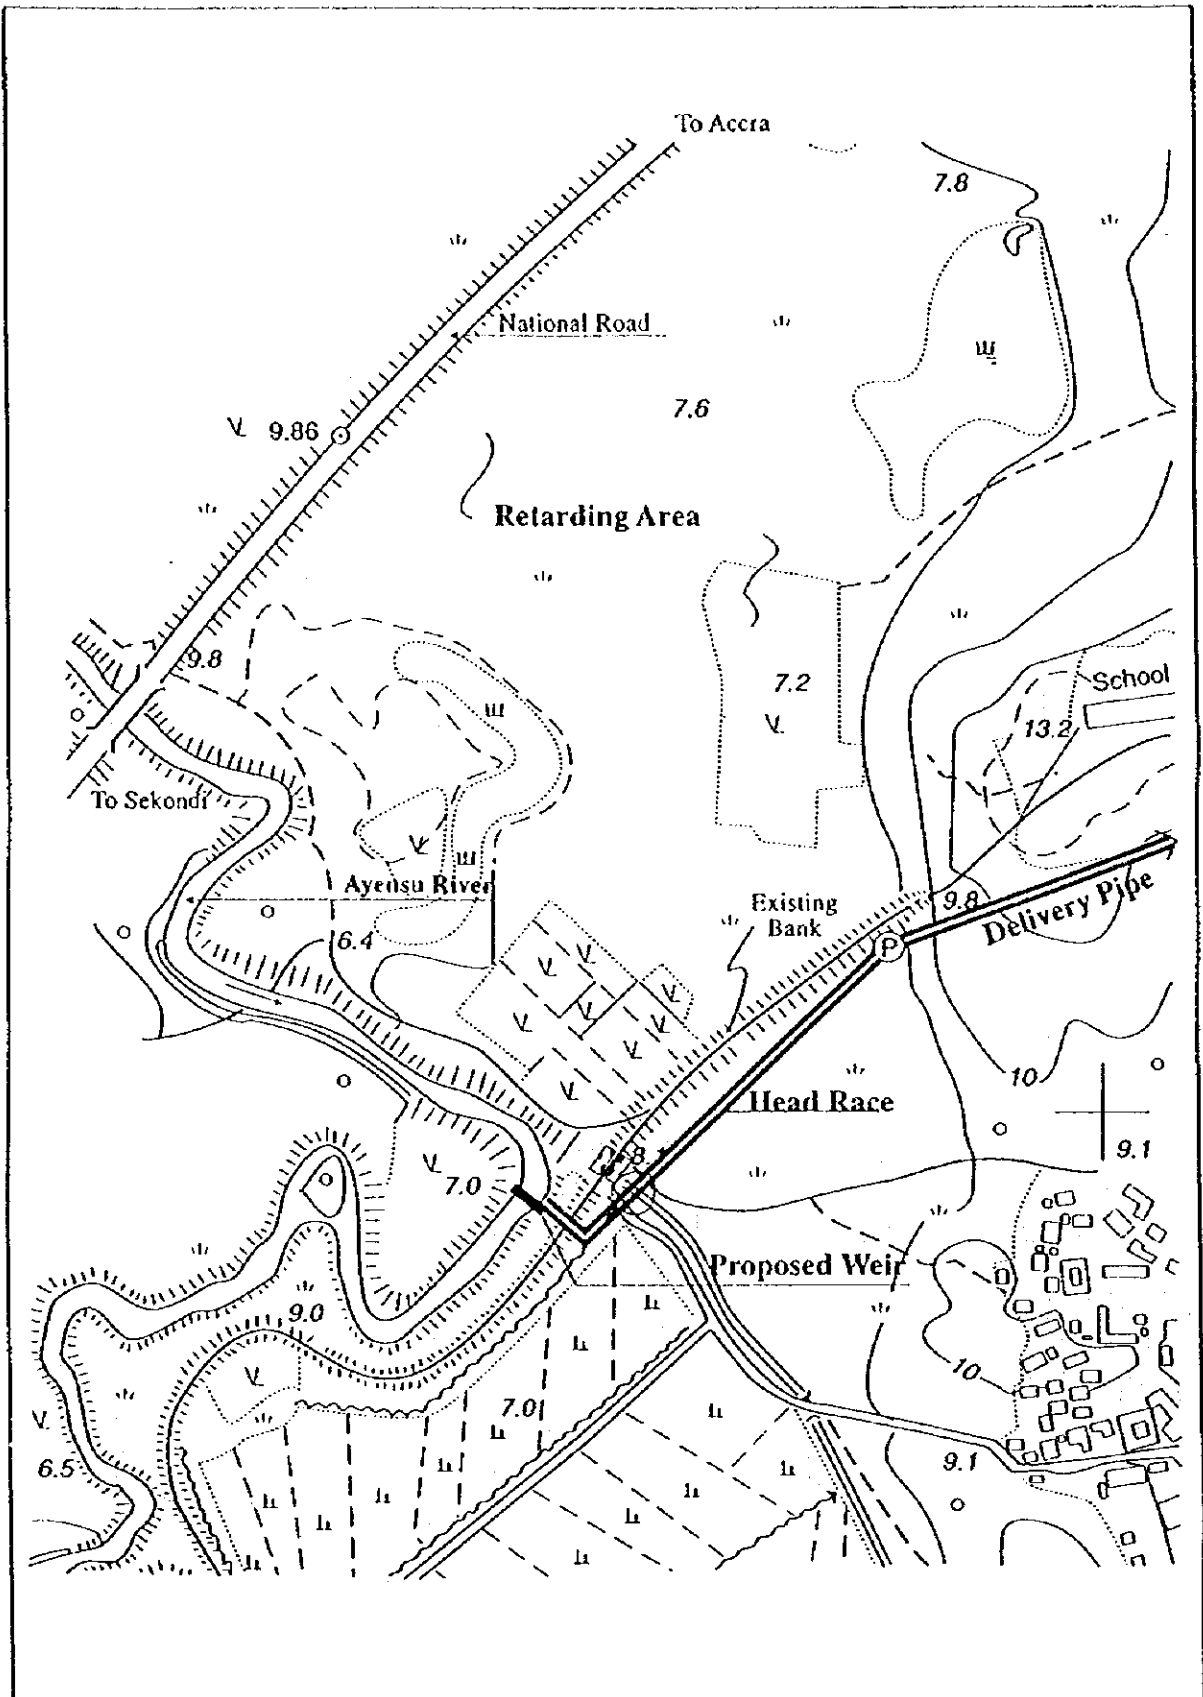 To Accra
7.8
National Road
7.6
9.86
Retarding Area
9.8
7.2
School
13.2
To Sekondi
Ayensu River
6.4
Existing
Bank
9.8
P
Delivery Pipe
10
Head Race
9.1
8.1
7.0
Proposed Weir
9.0
10
7.0
6.5
9.1